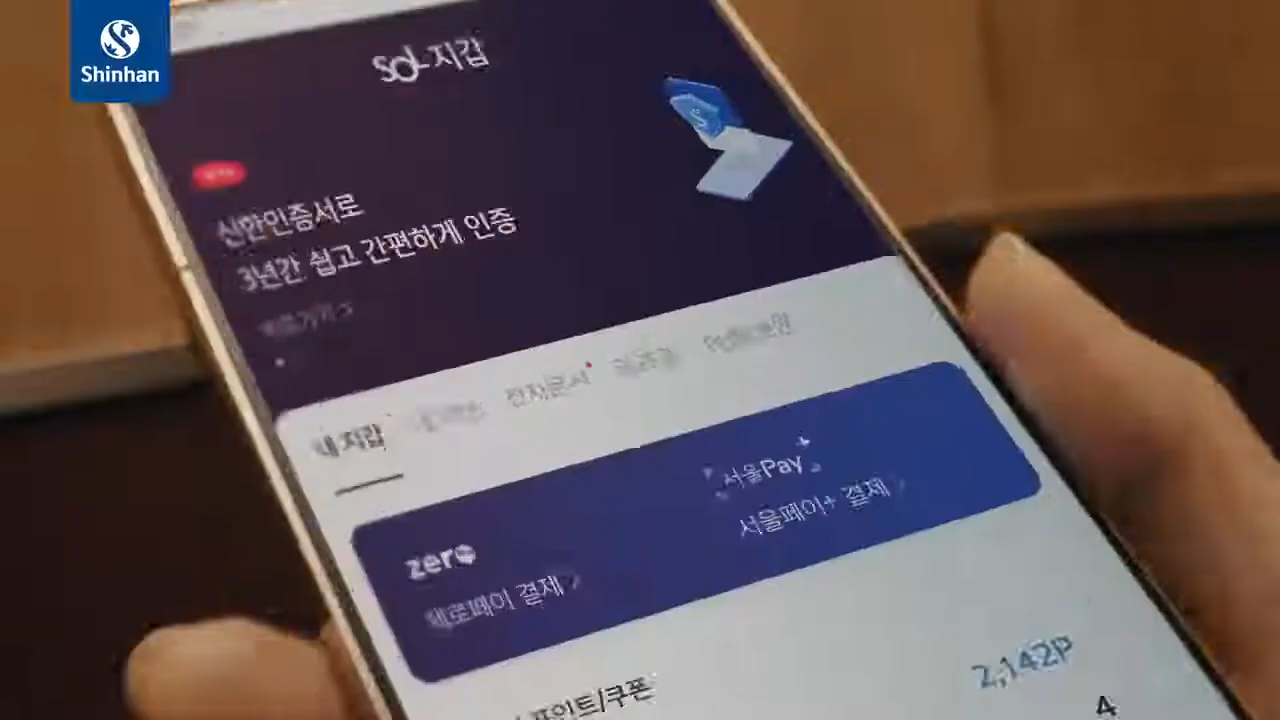 Shinhan
SOL 지갑
신한인증서로
3년간 쉽고 간편하게 인증
내 지갑
전자문서
zero
제로페이 결제 >
서울Pay+
서울페이+ 결제 >
포인트/쿠폰
2,142P
4